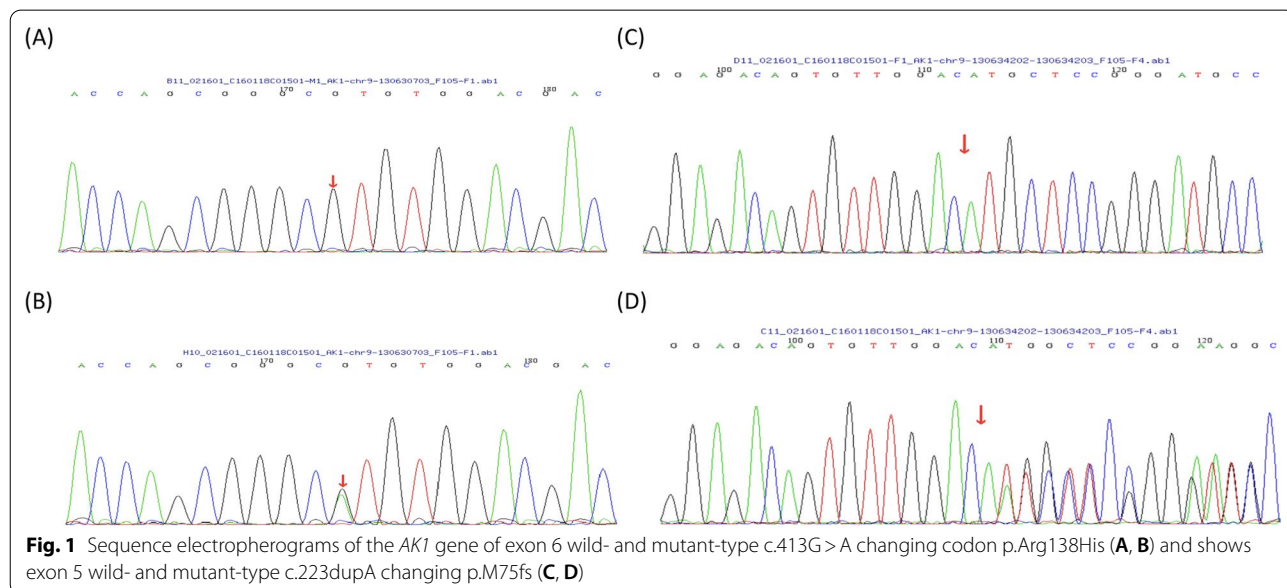 (A)
B11_021601_C160118C01501-M1_AK1-chr9-130630703_F105-F1.ab1
170 180
A C C A G C G G G C G T G T G G A C G A C
(B)
H10_021601_C160118C01501_AK1-chr9-130630703_F105-F1.ab1
170 180
A C C A G C G G G C G T G T G G A C G A C
(C)
D11_021601_C160118C01501-F1_AK1-chr9-130634202-130634203_F105-F4.ab1
100 110 120
G G A G A C A G T G T T G G A C A T G C T C C G G G A T G C C
(D)
C11_021601_C160118C01501_AK1-chr9-130634202-130634203_F105-F4.ab1
100 110 120
G G A G A C A G T G T T G G A C A T G G C T C C G G A A G G C
Fig. 1 Sequence electropherograms of the AK1 gene of exon 6 wild- and mutant-type c.413G > A changing codon p.Arg138His (A, B) and shows
exon 5 wild- and mutant-type c.223dupA changing p.M75fs (C, D)